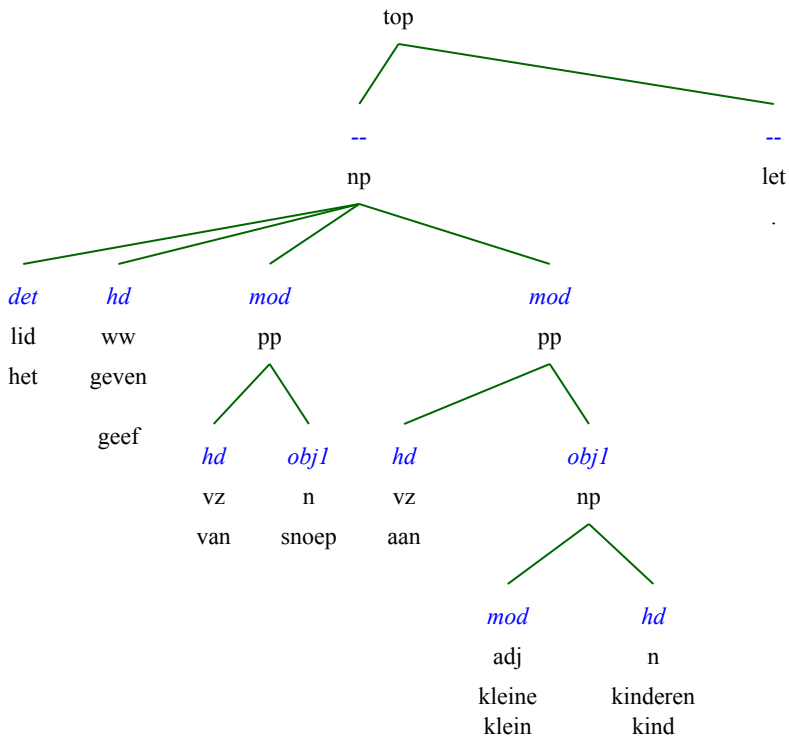 top
-- --
np let
.
det hd mod mod
lid ww pp pp
het geven
geef
hd obj1 hd obj1
vz n vz np
van snoep aan
mod hd
adj n
kleine kinderen
klein kind